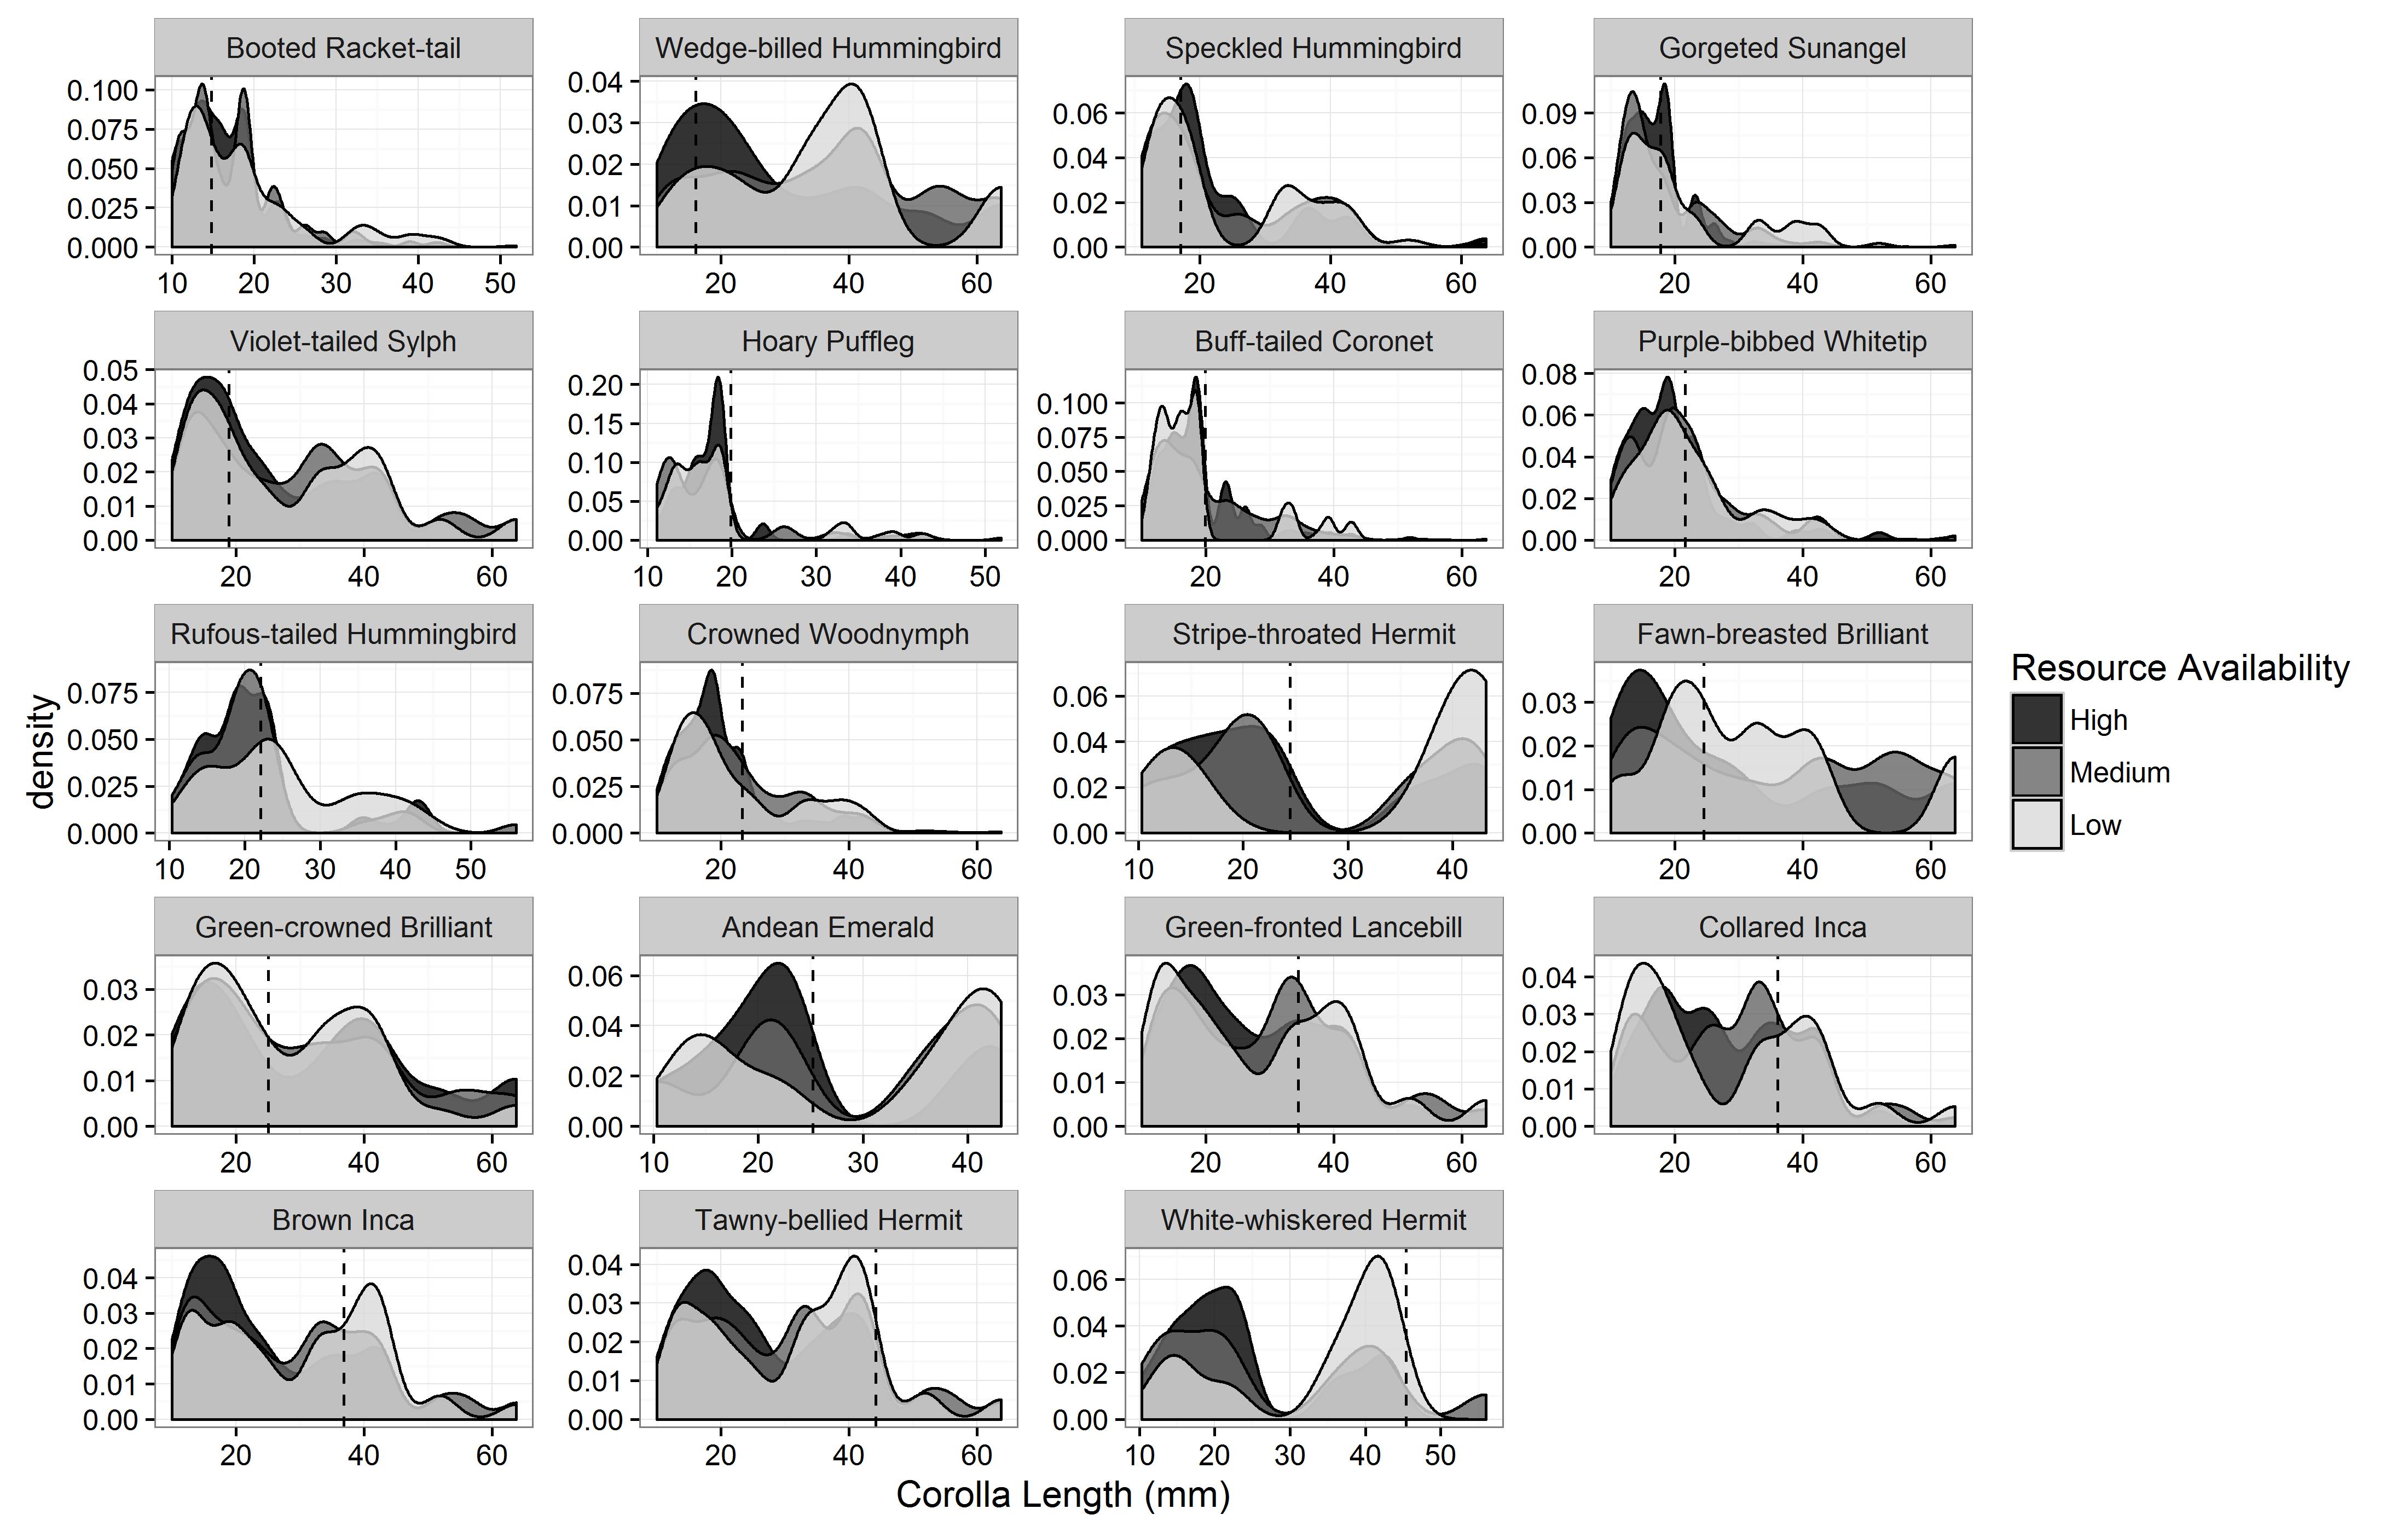 Booted Racket-tail Wedge-billed Hummingbird Speckled Hummingbird Gorgeted Sunangel
0.100 0.075 0.050 0.025 0.000
0.04 0.03 0.02 0.01 0.00
0.06 0.04 0.02 0.00
0.09 0.06 0.03 0.00
10 20 30 40 50 20 40 60 20 40 60 20 40 60
Violet-tailed Sylph Hoary Puffleg Buff-tailed Coronet Purple-bibbed Whitetip
0.05 0.04 0.03 0.02 0.01 0.00
0.20 0.15 0.10 0.05 0.00
0.100 0.075 0.050 0.025 0.000
0.08 0.06 0.04 0.02 0.00
20 40 60 10 20 30 40 50 20 40 60 20 40 60
Rufous-tailed Hummingbird Crowned Woodnymph Stripe-throated Hermit Fawn-breasted Brilliant
0.075 0.050 0.025 0.000
0.075 0.050 0.025 0.000
0.06 0.04 0.02 0.00
0.03 0.02 0.01 0.00
10 20 30 40 50 20 40 60 10 20 30 40 20 40 60
density
Resource Availability
High
Medium
Low
Green-crowned Brilliant Andean Emerald Green-fronted Lancebill Collared Inca
0.03 0.02 0.01 0.00
0.06 0.04 0.02 0.00
0.03 0.02 0.01 0.00
0.04 0.03 0.02 0.01 0.00
20 40 60 10 20 30 40 20 40 60 20 40 60
Brown Inca Tawny-bellied Hermit White-whiskered Hermit
0.04 0.03 0.02 0.01 0.00
0.04 0.03 0.02 0.01 0.00
0.06 0.04 0.02 0.00
20 40 60 20 40 60 10 20 30 40 50
Corolla Length (mm)